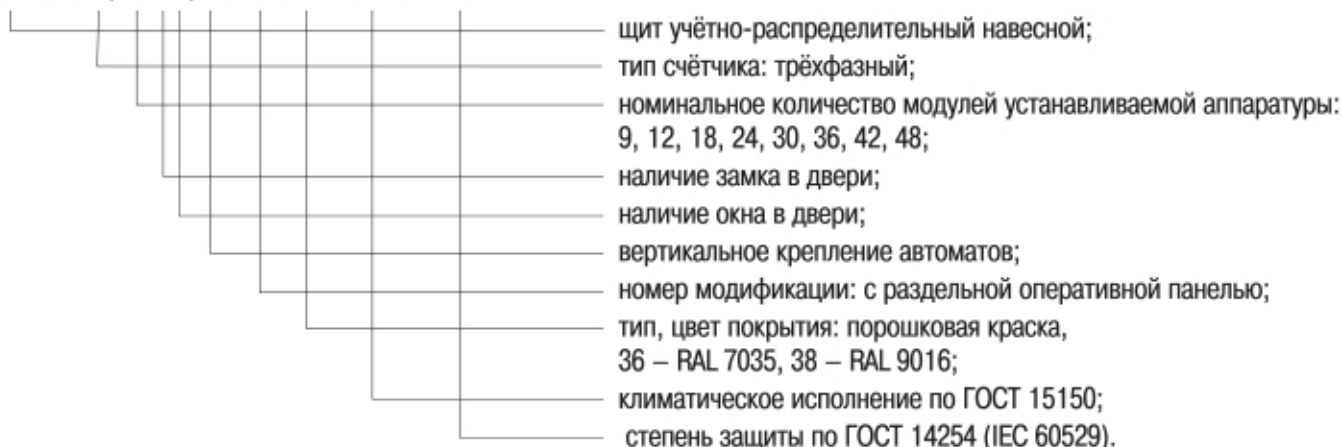 щит учётно-распределительный навесной;
тип счётчика: трёхфазный;
номинальное количество модулей устанавливаемой аппаратуры:
9, 12, 18, 24, 30, 36, 42, 48;
наличие замка в двери;
наличие окна в двери;
вертикальное крепление автоматов;
номер модификации: с раздельной оперативной панелью;
тип, цвет покрытия: порошковая краска,
36 – RAL 7035, 38 – RAL 9016;
климатическое исполнение по ГОСТ 15150;
степень защиты по ГОСТ 14254 (IEC 60529).